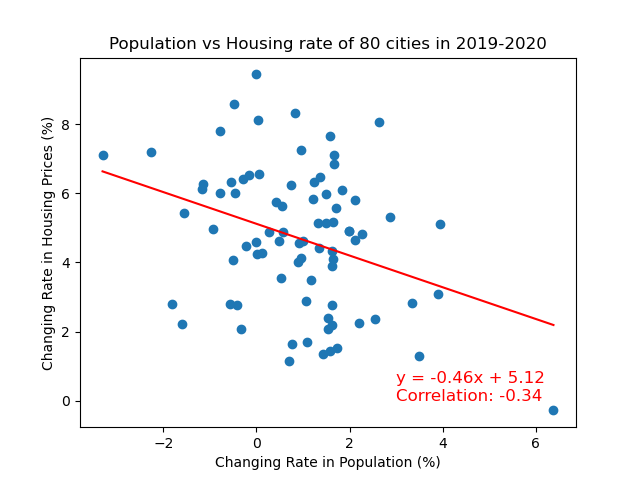 Population vs Housing rate of 80 cities in 2019-2020
Changing Rate in Housing Prices (%)
8
6
4
2
0
y = -0.46x + 5.12
Correlation: -0.34
−2
0
2
4
6
Changing Rate in Population (%)